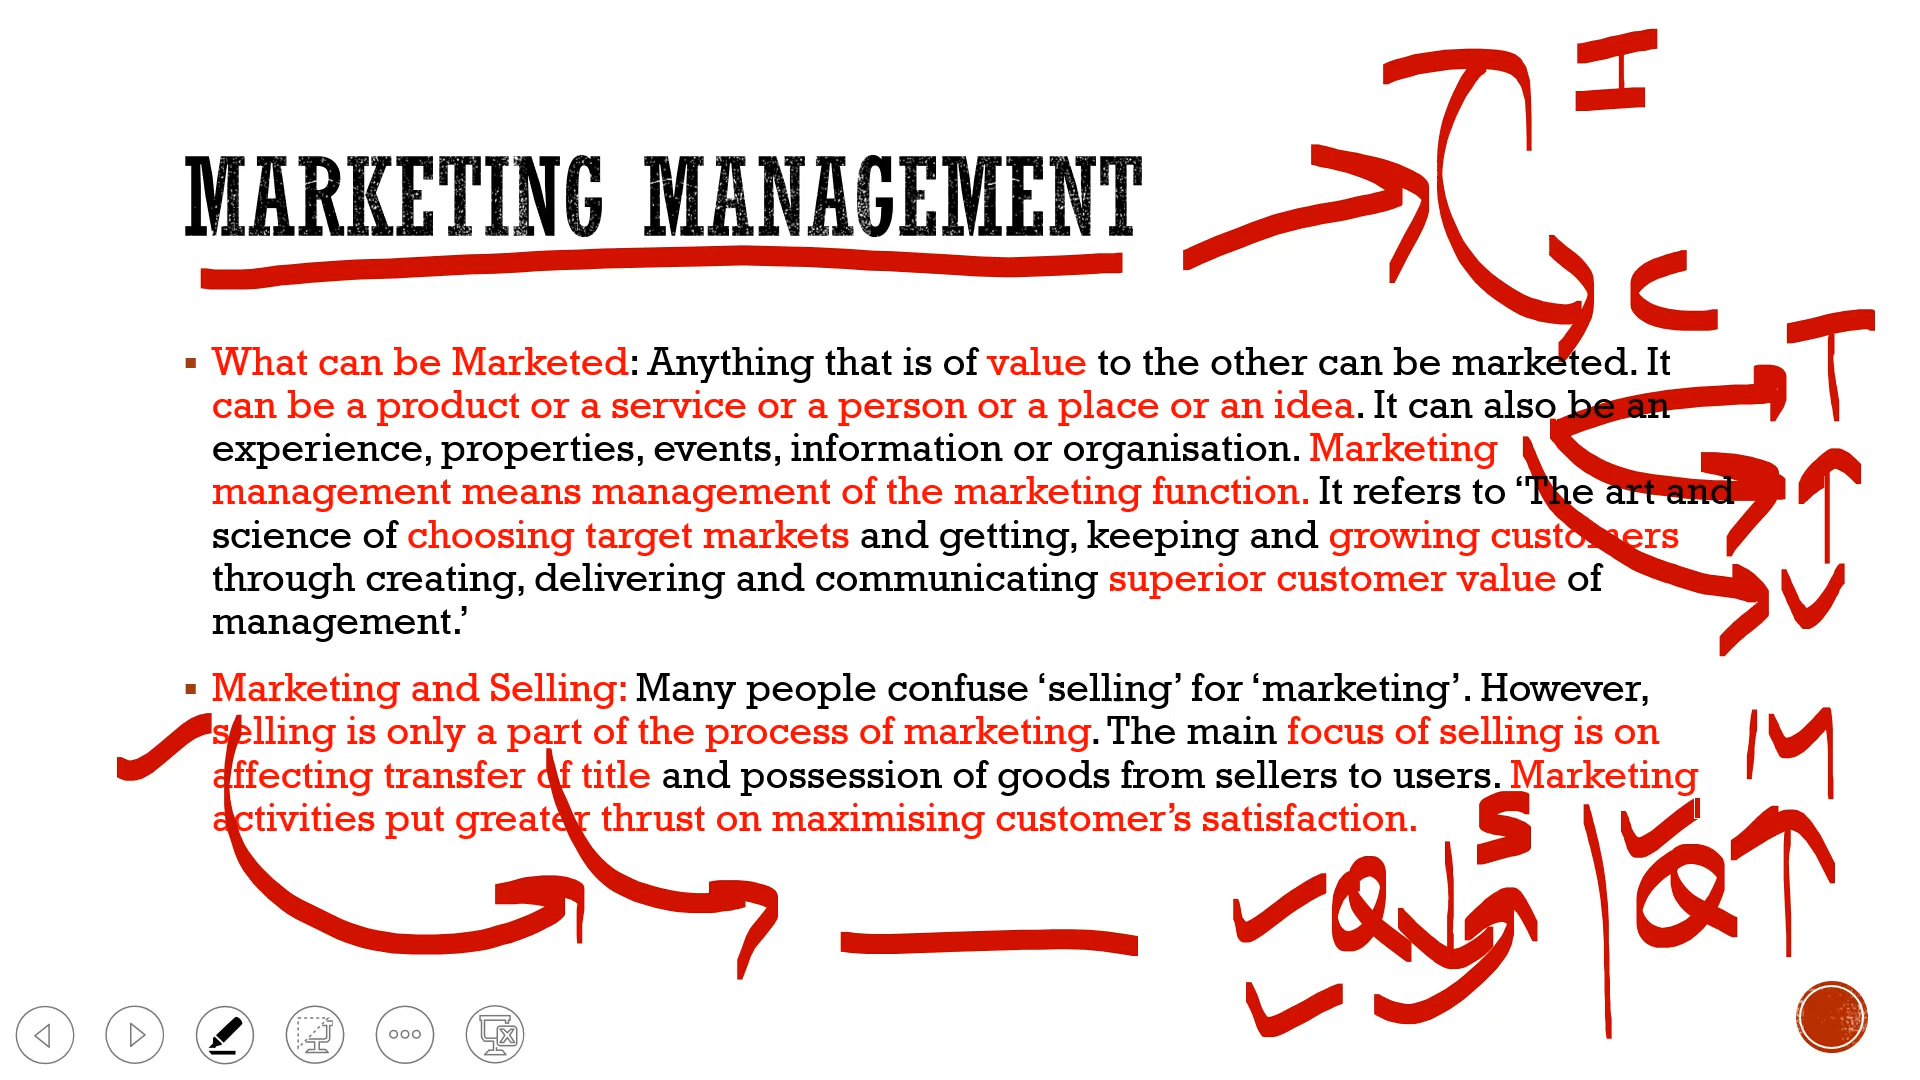 I
MARKETING MANAGEMENT
C
T
▪ What can be Marketed: Anything that is of value to the other can be marketed. It
can be a product or a service or a person or a place or an idea. It can also be an
experience, properties, events, information or organisation. Marketing
management means management of the marketing function. It refers to ‘The art and
science of choosing target markets and getting, keeping and growing customers
through creating, delivering and communicating superior customer value of
management.’
▪ Marketing and Selling: Many people confuse ‘selling’ for ‘marketing’. However,
selling is only a part of the process of marketing. The main focus of selling is on
affecting transfer of title and possession of goods from sellers to users. Marketing
activities put greater thrust on maximising customer’s satisfaction.
M
S
Q Q